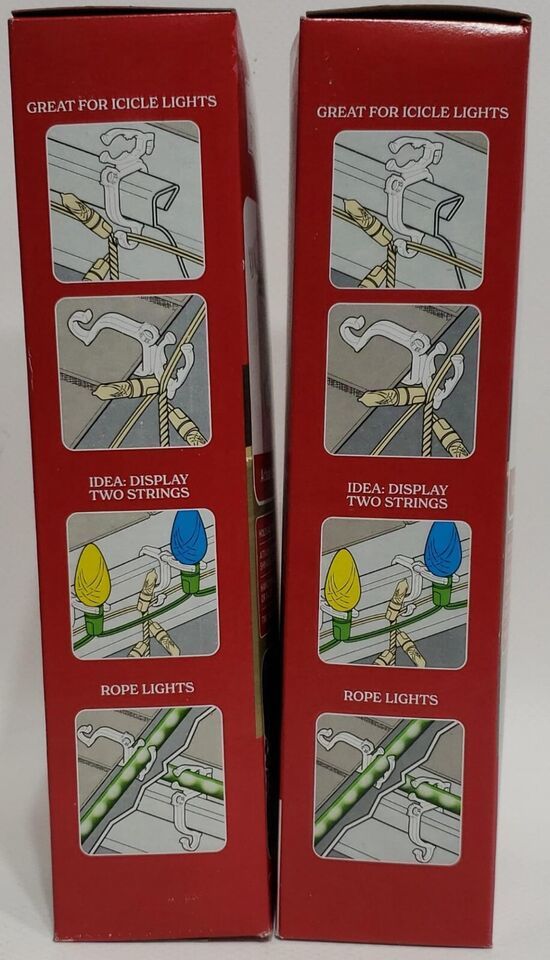 GREAT FOR ICICLE LIGHTS
IDEA: DISPLAY
TWO STRINGS
ROPE LIGHTS
GREAT FOR ICICLE LIGHTS
IDEA: DISPLAY
TWO STRINGS
ROPE LIGHTS